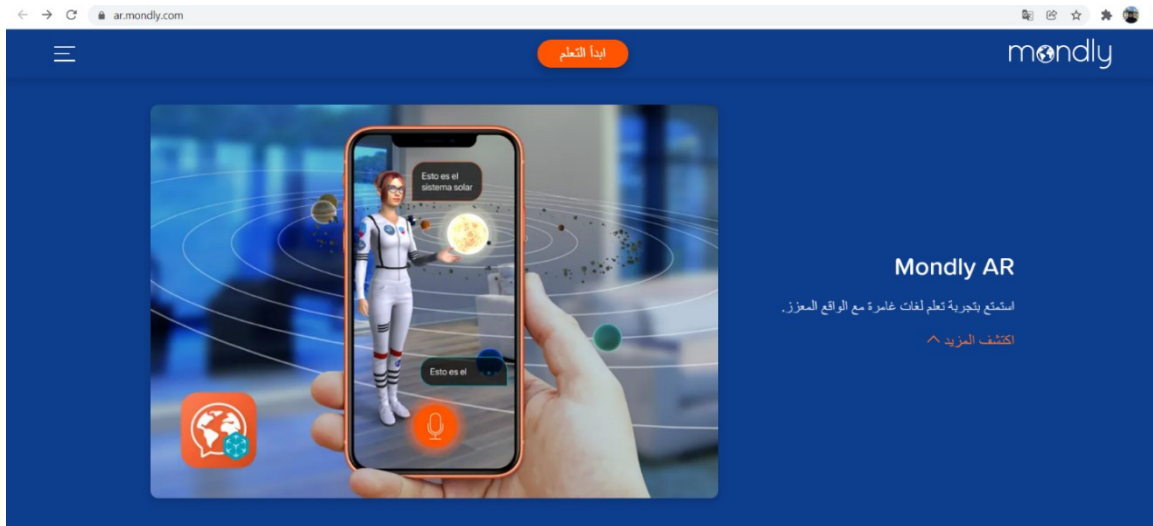 ar.mondly.com
ابدأ التعلم
mondly
Esto es el
sistema solar
Esto es el
Mondly AR
استمتع بتجربة تعلم لغات غامرة مع الواقع المعزز.
اكتشف المزيد